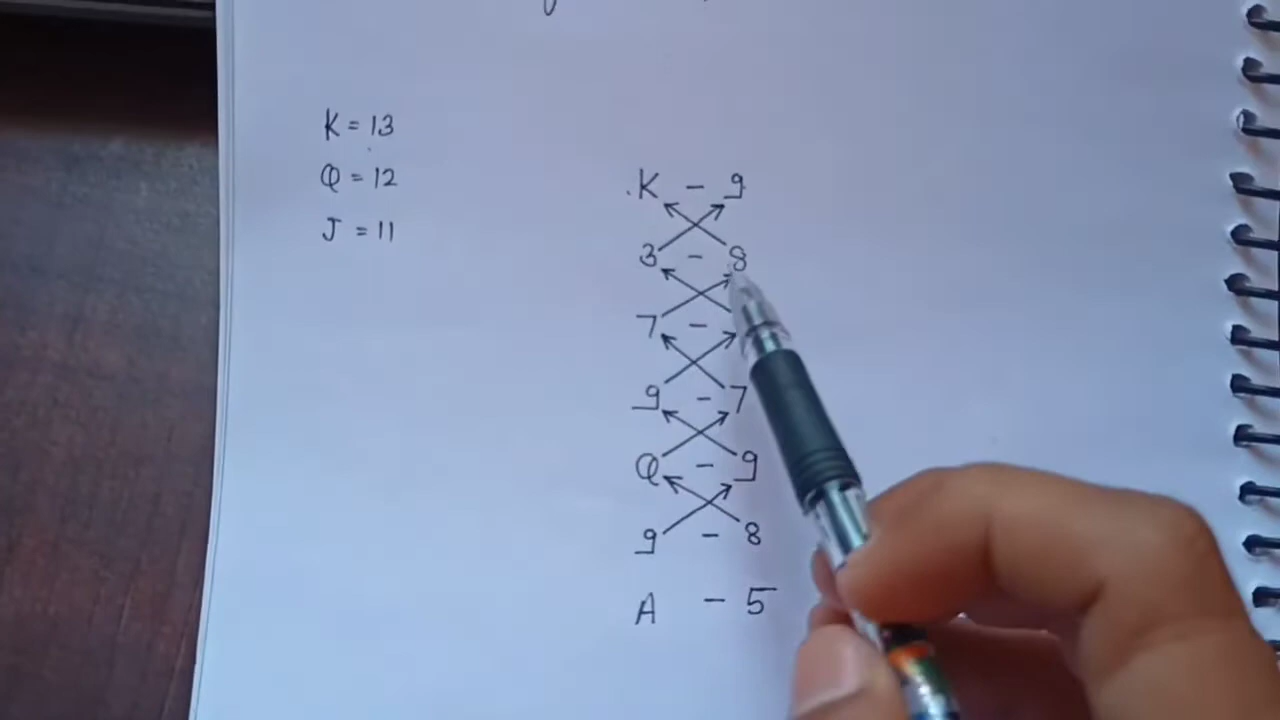 K = 13
Q = 12
J = 11
K - 9
3 - 8
7 -
9 - 7
Q - 9
9 - 8
A - 5